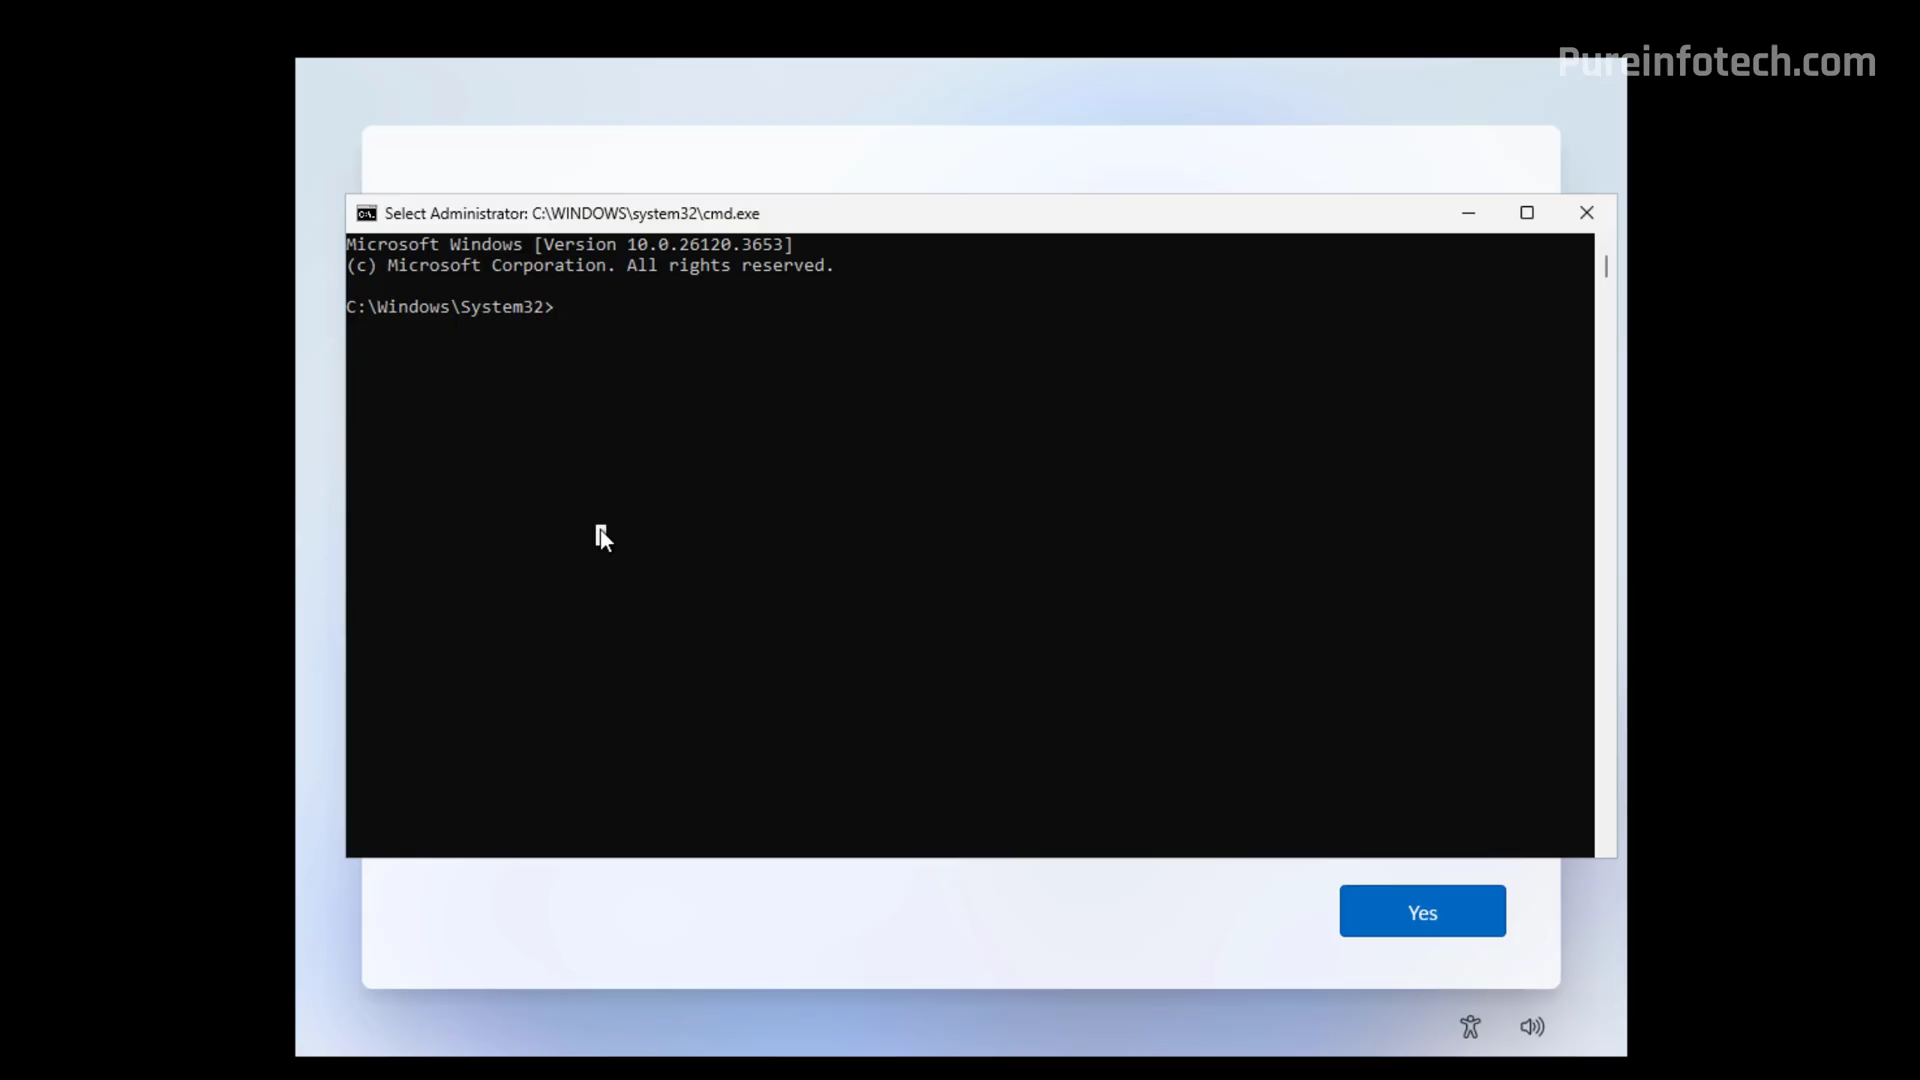 Pureinfotech.com
Select Administrator: C:\WINDOWS\system32\cmd.exe
Microsoft Windows [Version 10.0.26120.3653]
(c) Microsoft Corporation. All rights reserved.
C:\Windows\System32>
Yes